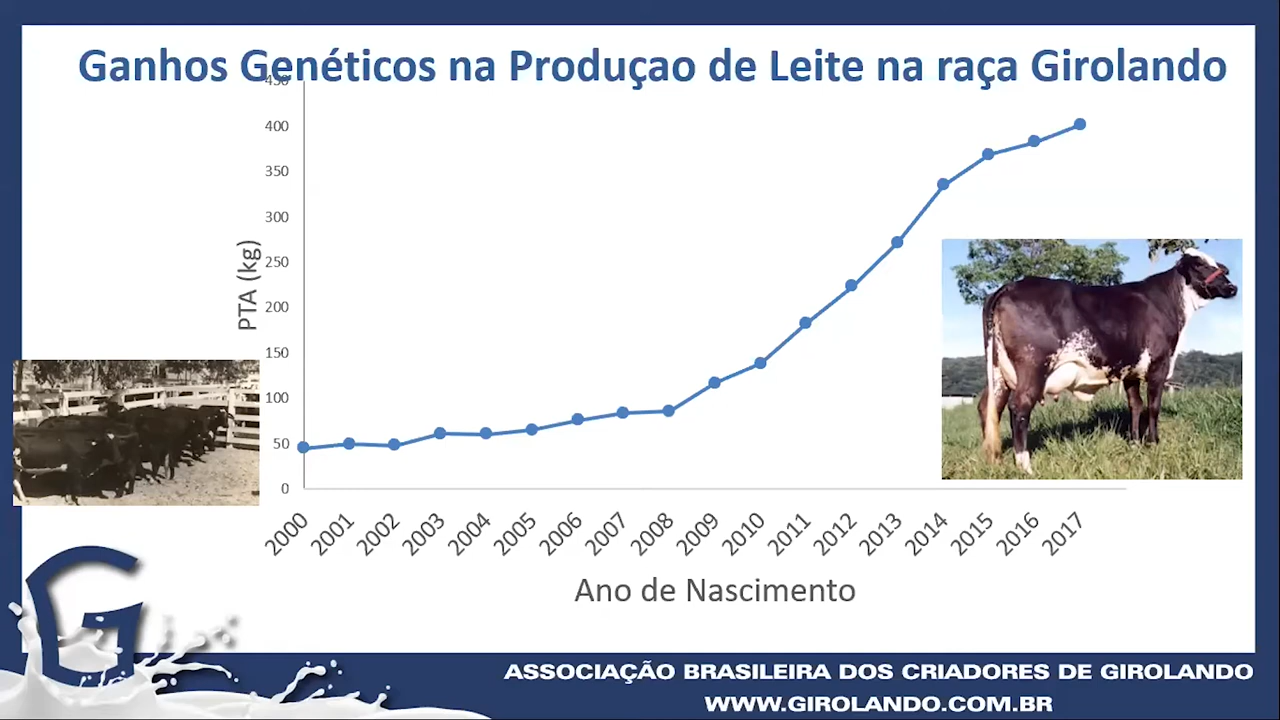 Ganhos Genéticos na Produçao de Leite na raça Girolando
450
400
350
300
250
200
150
100
50
0
PTA (kg)
2000 2001 2002 2003 2004 2005 2006 2007 2008 2009 2010 2011 2012 2013 2014 2015 2016 2017
Ano de Nascimento
G
ASSOCIAÇÃO BRASILEIRA DOS CRIADORES DE GIROLANDO
WWW.GIROLANDO.COM.BR